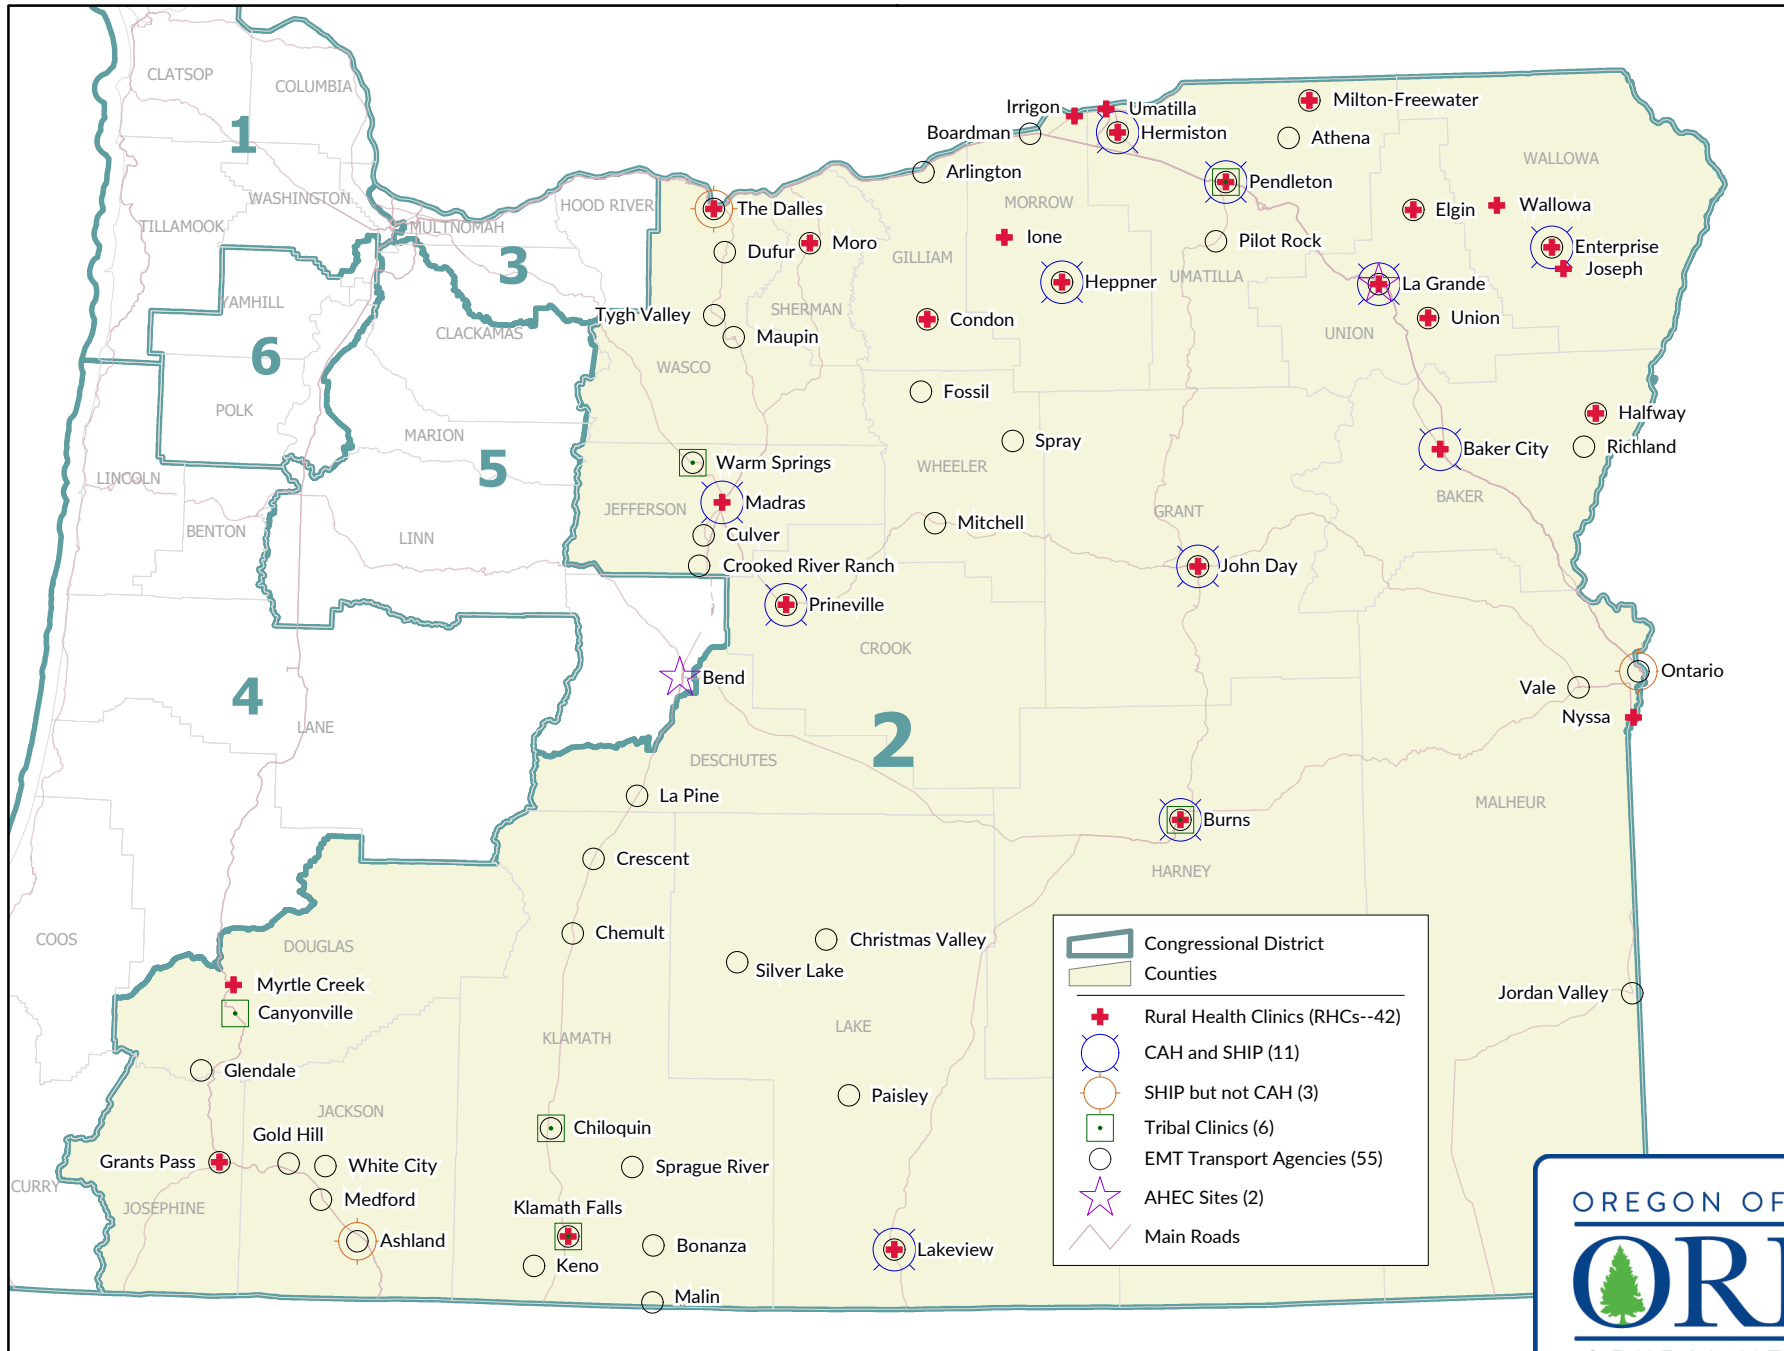 CLATSOP
COLUMBIA
1
WASHINGTON
TILLAMOOK
MULTNOMAH
HOOD RIVER
3
YAMHILL
CLACKAMAS
6
POLK
MARION
5
LINCOLN
BENTON
LINN
4
LANE
COOS
DOUGLAS
CURRY
JOSEPHINE
JACKSON
Irrigon
Umatilla
Boardman
Hermiston
Milton-Freewater
Athena
WALLOWA
Arlington
Pendleton
MORROW
The Dalles
Elgin
Wallowa
Dufur
Moro
Ione
Pilot Rock
Enterprise
GILLIAM
Joseph
Heppner
UMATILLA
La Grande
Tygh Valley
SHERMAN
Condon
Union
Maupin
UNION
WASCO
Fossil
Halfway
Spray
Richland
Baker City
Warm Springs
WHEELER
BAKER
Madras
JEFFERSON
GRANT
Mitchell
Culver
Crooked River Ranch
John Day
Prineville
CROOK
Bend
Ontario
Vale
Nyssa
2
DESCHUTES
La Pine
MALHEUR
Burns
Crescent
HARNEY
Chemult
Christmas Valley
Silver Lake
Myrtle Creek
Canyonville
Jordan Valley
LAKE
KLAMATH
Glendale
Paisley
Chiloquin
Gold Hill
Grants Pass
White City
Sprague River
Medford
Klamath Falls
Ashland
Bonanza
Lakeview
Keno
Malin
Congressional District
Counties
Rural Health Clinics (RHCs--42)
CAH and SHIP (11)
SHIP but not CAH (3)
Tribal Clinics (6)
EMT Transport Agencies (55)
AHEC Sites (2)
Main Roads
OREGON OF